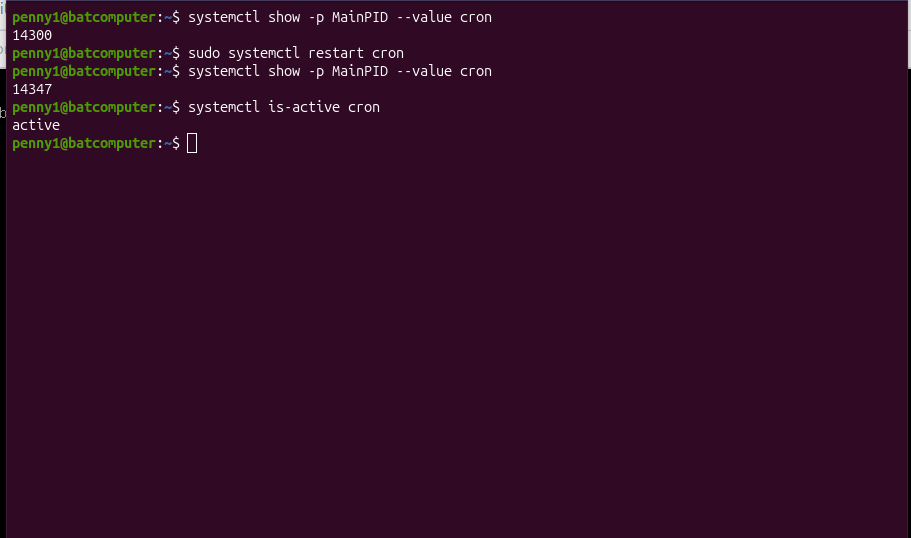 penny1@batcomputer:~$ systemctl show -p MainPID --value cron
14300
penny1@batcomputer:~$ sudo systemctl restart cron
penny1@batcomputer:~$ systemctl show -p MainPID --value cron
14347
penny1@batcomputer:~$ systemctl is-active cron
active
penny1@batcomputer:~$